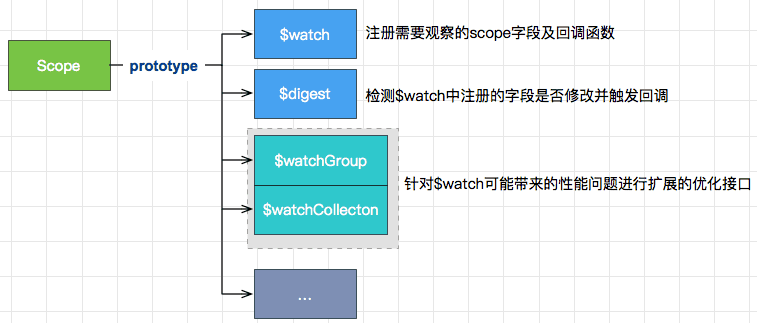 $watch
注册需要观察的scope字段及回调函数
Scope
prototype
$digest
检测$watch中注册的字段是否修改并触发回调
$watchGroup
针对$watch可能带来的性能问题进行扩展的优化接口
$watchCollecton
...